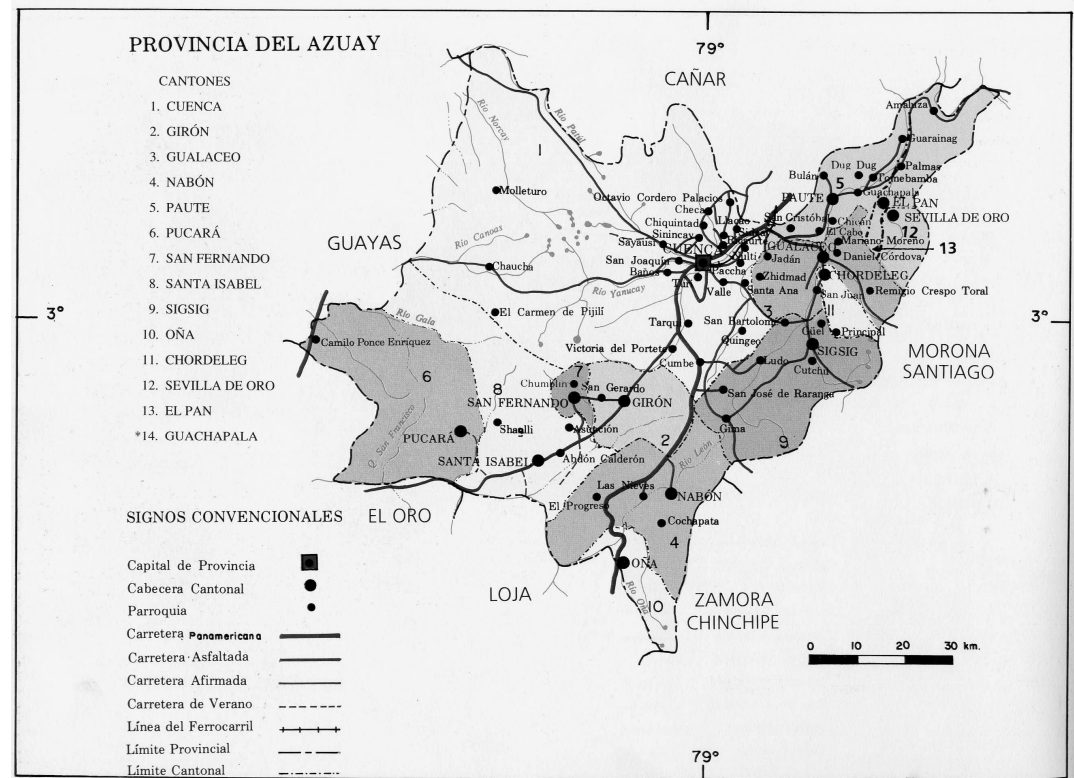 PROVINCIA DEL AZUAY
CANTONES
1. CUENCA
2. GIRÓN
3. GUALACEO
4. NABÓN
5. PAUTE
6. PUCARÁ
7. SAN FERNANDO
8. SANTA ISABEL
9. SIGSIG
10. OÑA
11. CHORDELEG
12. SEVILLA DE ORO
13. EL PAN
*14. GUACHAPALA
79°
CAÑAR
Río Norcay
Río Patúl
1
Amaluza
Guarainag
Palmas
Dug Dug
Bulán
Tomebamba
5
Guachapala
Molleturo
Octavio Cordero Palacios
PAUTE
EL PAN
Checa
SEVILLA DE ORO
Llacao
San Cristóbal
Chicán
Chiquintad
Sidcay
El Cabo
12
Sinincay
Mariano Moreno
GUAYAS
Río Canoas
Sayausí
CUENCA
GUALACEO
13
San Joaquín
Jadán
Daniel Córdova
Chaucha
Baños
Paccha
CHORDELEG
Turi
Valle
Zhidmad
Santa Ana
Río Yanucay
San Juan
Remigio Crespo Toral
3°
El Carmen de Pijilí
3
11
3°
Río Gala
Tarqui
San Bartolomé
Güel
Principal
Camilo Ponce Enríquez
Quingeo
Victoria del Portete
SIGSIG
MORONA
SANTIAGO
Cumbe
Ludo
Cutchil
6
7
8
Chumblín
San Gerardo
San José de Raranga
SAN FERNANDO
GIRÓN
Gima
Q. San Francisco
Shaglli
Asunción
2
9
PUCARÁ
Río León
SANTA ISABEL
Abdón Calderón
Las Nieves
NABÓN
El Progreso
SIGNOS CONVENCIONALES
EL ORO
Cochapata
4
Capital de Provincia
OÑA
Cabecera Cantonal
LOJA
Río Oña
10
ZAMORA
CHINCHIPE
Parroquia
Carretera Panamericana
Carretera Asfaltada
0 10 20 30 km.
Carretera Afirmada
Carretera de Verano
Línea del Ferrocarril
Límite Provincial
79°
Límite Cantonal